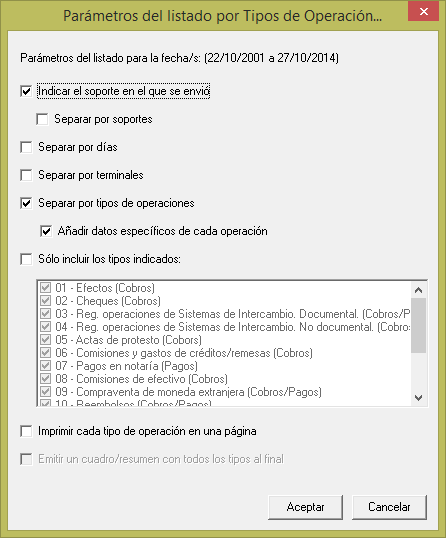 Parámetros del listado por Tipos de Operación...
Parámetros del listado para la fecha/s: (22/10/2001 a 27/10/2014)
Indicar el soporte en el que se envió
Separar por soportes
Separar por días
Separar por terminales
Separar por tipos de operaciones
Añadir datos específicos de cada operación
Sólo incluir los tipos indicados:
01 - Efectos (Cobros)
02 - Cheques (Cobros)
03 - Reg. operaciones de Sistemas de Intercambio. Documental. (Cobros/P
04 - Reg. operaciones de Sistemas de Intercambio. No documental. (Cobros
05 - Actas de protesto (Cobors)
06 - Comisiones y gastos de créditos/remesas (Cobros)
07 - Pagos en notaría (Pagos)
08 - Comisiones de efectivo (Cobros)
09 - Compraventa de moneda extranjera (Cobros/Pagos)
10 - Reembolsos (Cobros/Pagos)
Imprimir cada tipo de operación en una página
Emitir un cuadro/resumen con todos los tipos al final
Aceptar
Cancelar